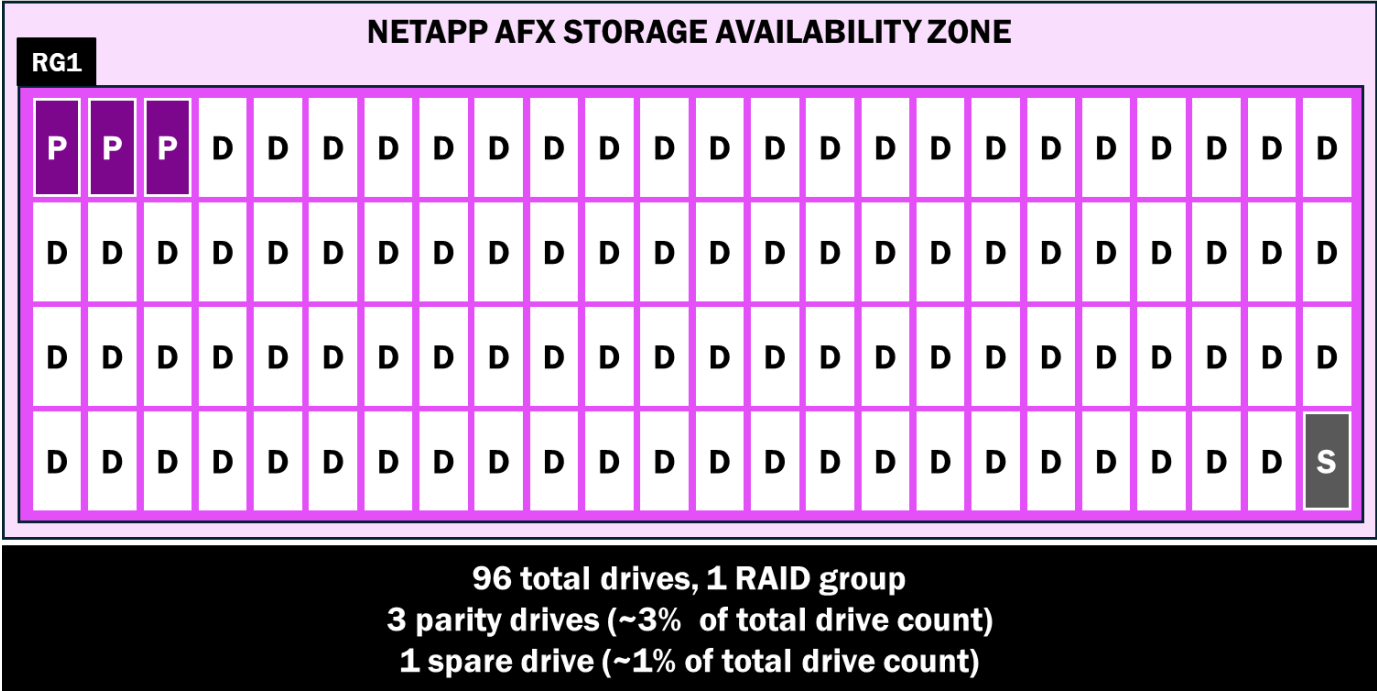 NETAPP AFX STORAGE AVAILABILITY ZONE
RG1
P P P D D D D D D D D D D D D D D D D D D D D D
D D D D D D D D D D D D D D D D D D D D D D D D
D D D D D D D D D D D D D D D D D D D D D D D D
D D D D D D D D D D D D D D D D D D D D D D D S
96 total drives, 1 RAID group
3 parity drives (~3% of total drive count)
1 spare drive (~1% of total drive count)